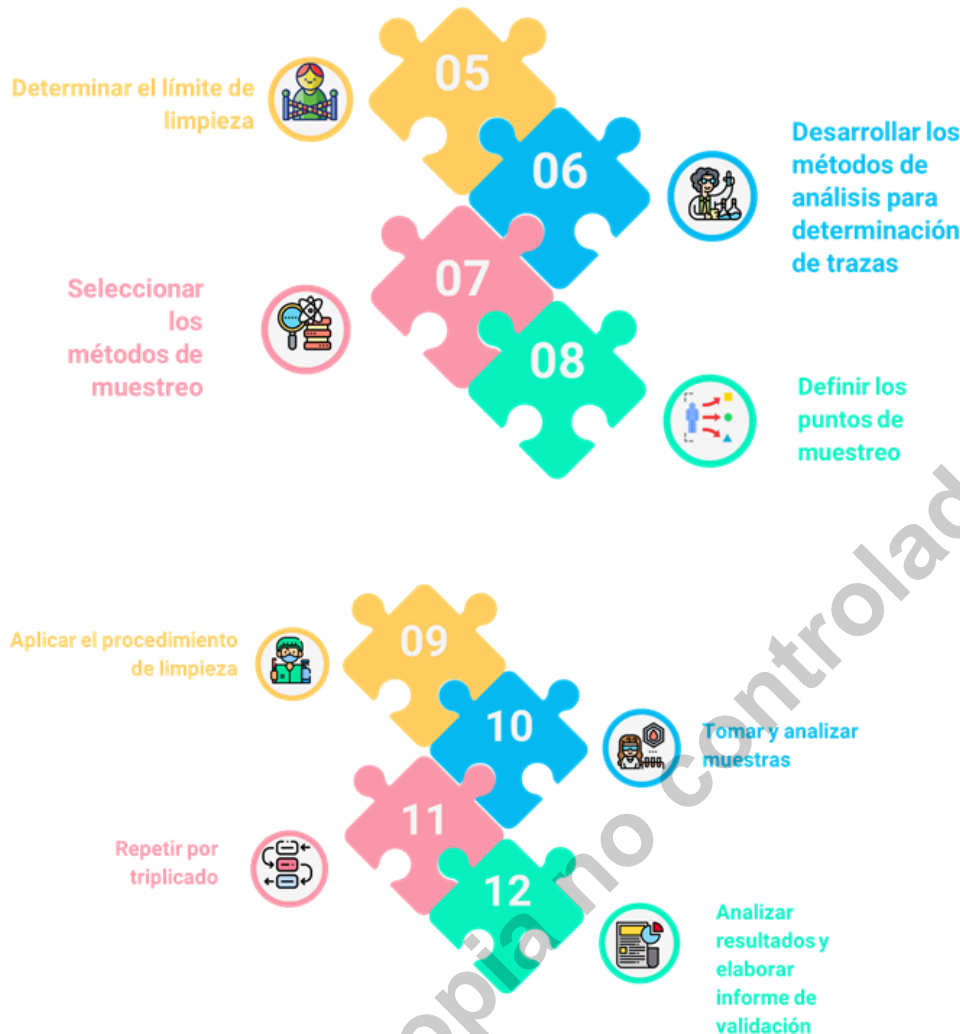 05
Determinar el límite de
limpieza
06
Desarrollar los
métodos de
análisis para
determinación
de trazas
07
Seleccionar
los
métodos de
muestreo
08
Definir los
puntos de
muestreo
09
Aplicar el procedimiento
de limpieza
10
Tomar y analizar
muestras
11
Repetir por
triplicado
12
Analizar
resultados y
elaborar
informe de
validación
opia no controlad